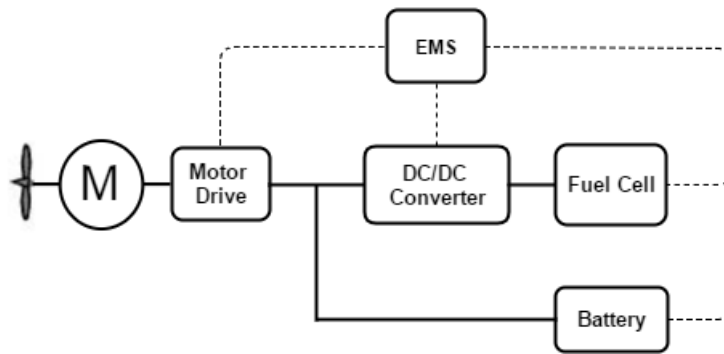 EMS
M
Motor
Drive
DC/DC
Converter
Fuel Cell
Battery